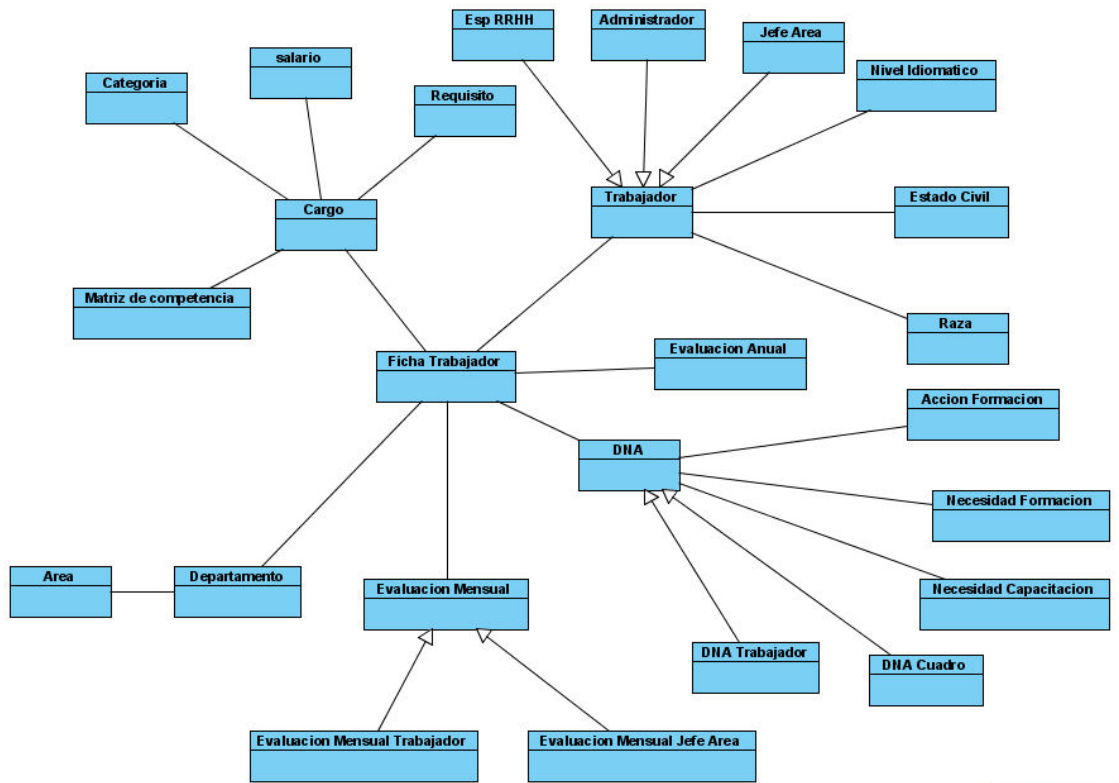 Esp RRHH
Administrador
Jefe Area
salario
Nivel Idiomatico
Categoria
Requisito
Trabajador
Estado Civil
Cargo
Matriz de competencia
Raza
Evaluacion Anual
Ficha Trabajador
Accion Formacion
DNA
Necesidad Formacion
Area
Departamento
Evaluacion Mensual
Necesidad Capacitacion
DNA Trabajador
DNA Cuadro
Evaluacion Mensual Trabajador
Evaluacion Mensual Jefe Area